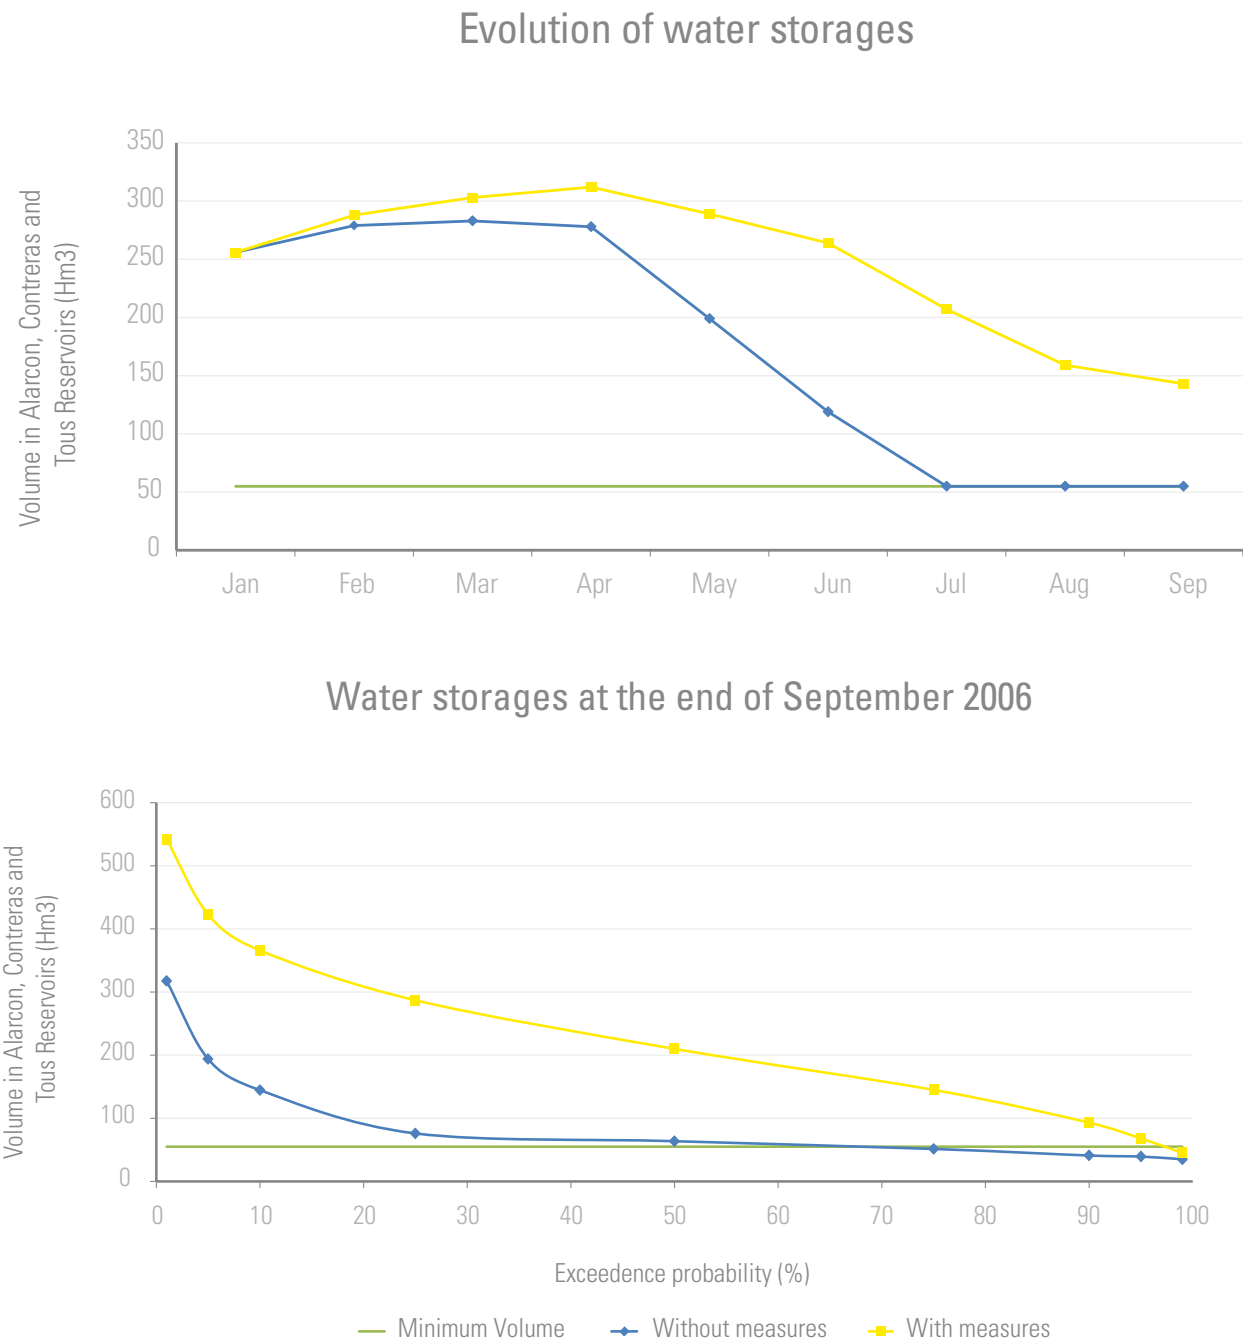 Evolution of water storages
Volume in Alarcon, Contreras and
Tous Reservoirs (Hm3)
350
300
250
200
150
100
50
0
Jan Feb Mar Apr May Jun Jul Aug Sep
Water storages at the end of September 2006
Volume in Alarcon, Contreras and
Tous Reservoirs (Hm3)
600
500
400
300
200
100
0
0 10 20 30 40 50 60 70 80 90 100
Exceedence probability (%)
Minimum Volume Without measures With measures